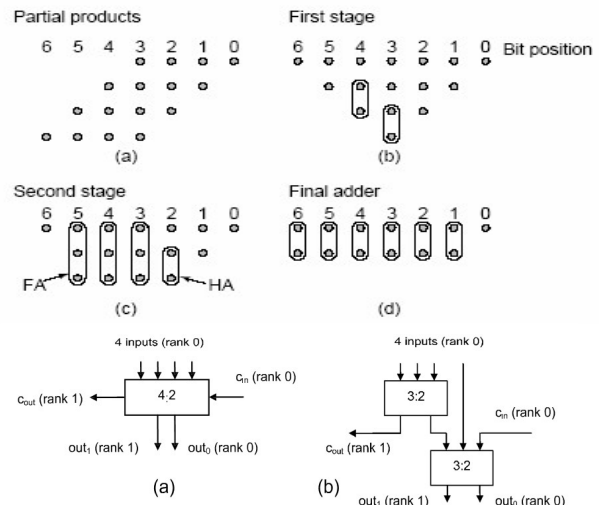 Partial products
6 5 4 3 2 1 0
(a)
First stage
6 5 4 3 2 1 0 Bit position
(b)
Second stage
6 5 4 3 2 1 0
FA
HA
(c)
Final adder
6 5 4 3 2 1 0
(d)
4 inputs (rank 0)
4:2
cin (rank 0)
cout (rank 1)
out1 (rank 1) out0 (rank 0)
(a)
4 inputs (rank 0)
3:2
cin (rank 0)
cout (rank 1)
3:2
(b)
out1 (rank 1) out0 (rank 0)